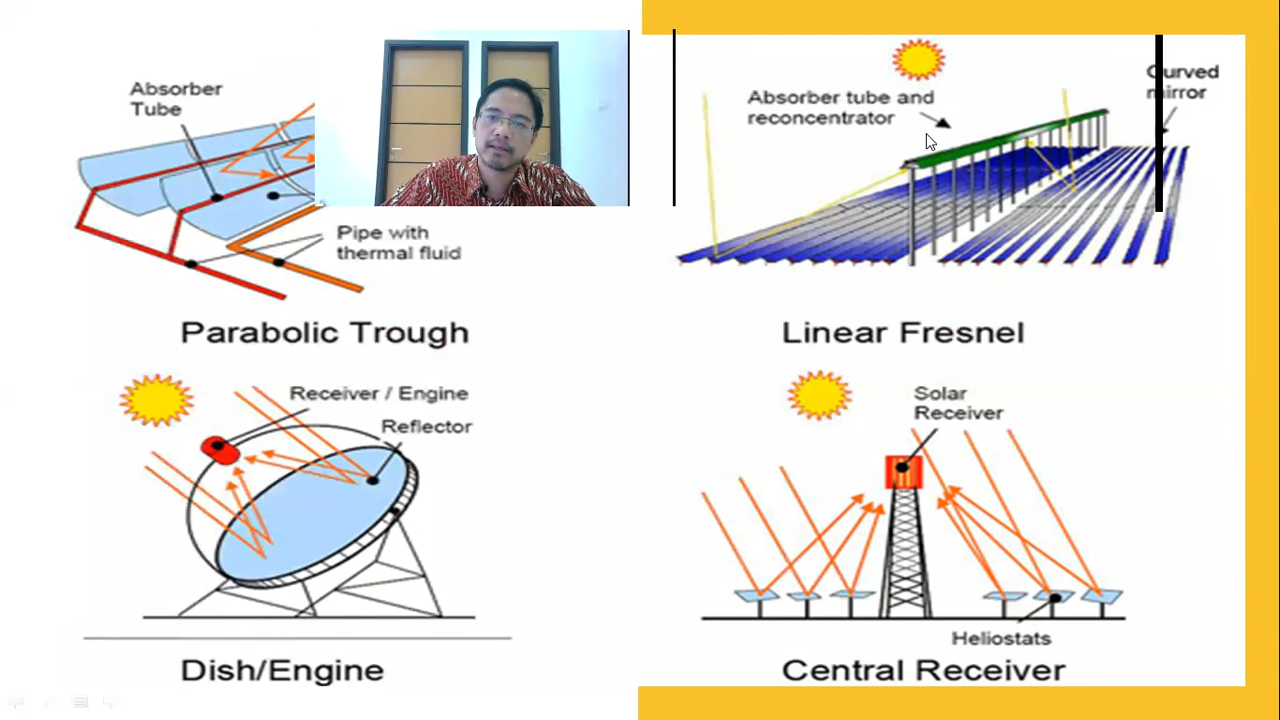 Absorber
Tube
Pipe with
thermal fluid
Parabolic Trough
Absorber tube and
reconcentrator
Curved
mirror
Linear Fresnel
Receiver / Engine
Reflector
Dish/Engine
Solar
Receiver
Heliostats
Central Receiver